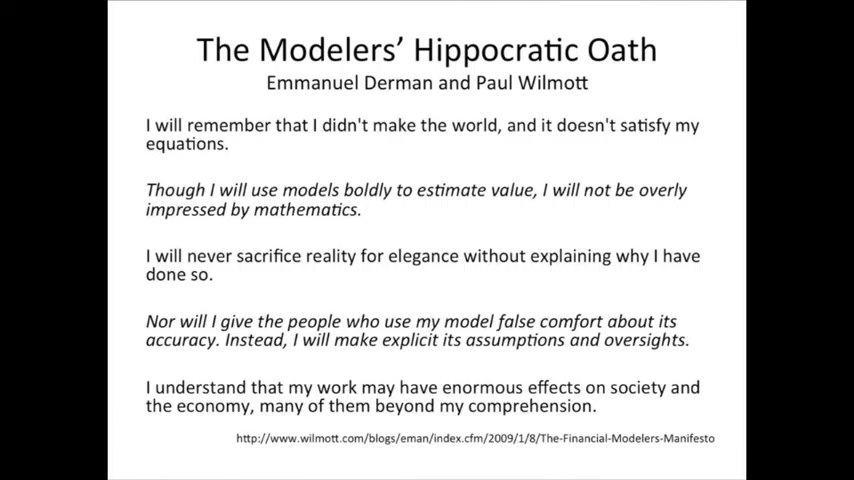 The Modelers’ Hippocratic Oath
Emmanuel Derman and Paul Wilmott
I will remember that I didn't make the world, and it doesn't satisfy my
equations.
Though I will use models boldly to estimate value, I will not be overly
impressed by mathematics.
I will never sacrifice reality for elegance without explaining why I have
done so.
Nor will I give the people who use my model false comfort about its
accuracy. Instead, I will make explicit its assumptions and oversights.
I understand that my work may have enormous effects on society and
the economy, many of them beyond my comprehension.
http://www.wilmott.com/blogs/eman/index.cfm/2009/1/8/The-Financial-Modelers-Manifesto